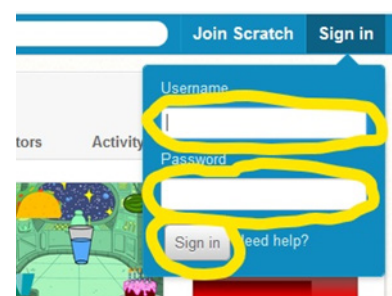 Join Scratch Sign in
Username
tors Activity
Password
Sign in Need help?